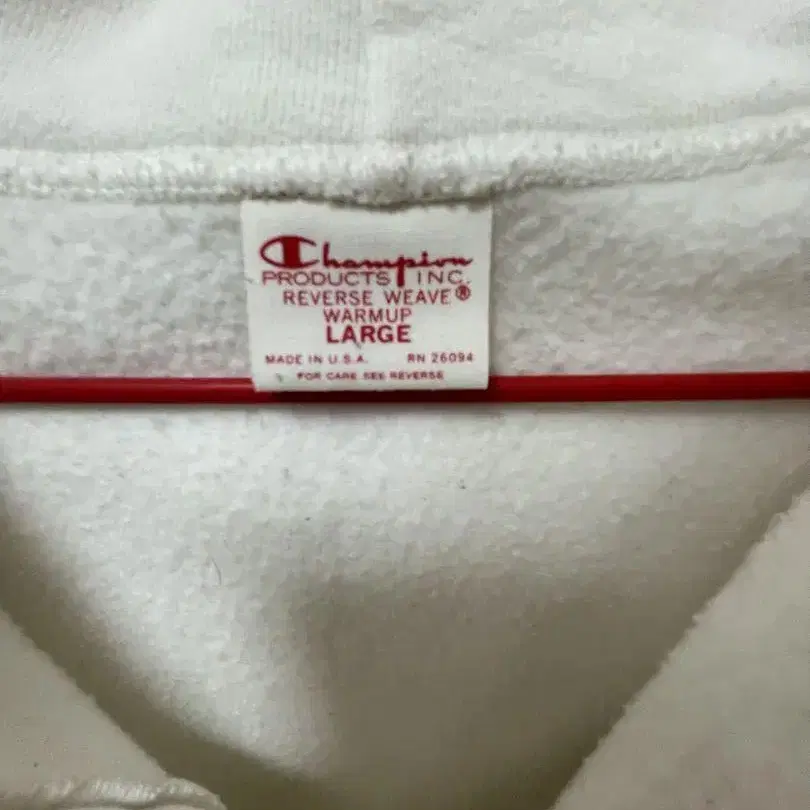 Champion
PRODUCTS INC.
REVERSE WEAVE®
WARMUP
LARGE
MADE IN U.S.A. RN 26094
FOR CARE SEE REVERSE